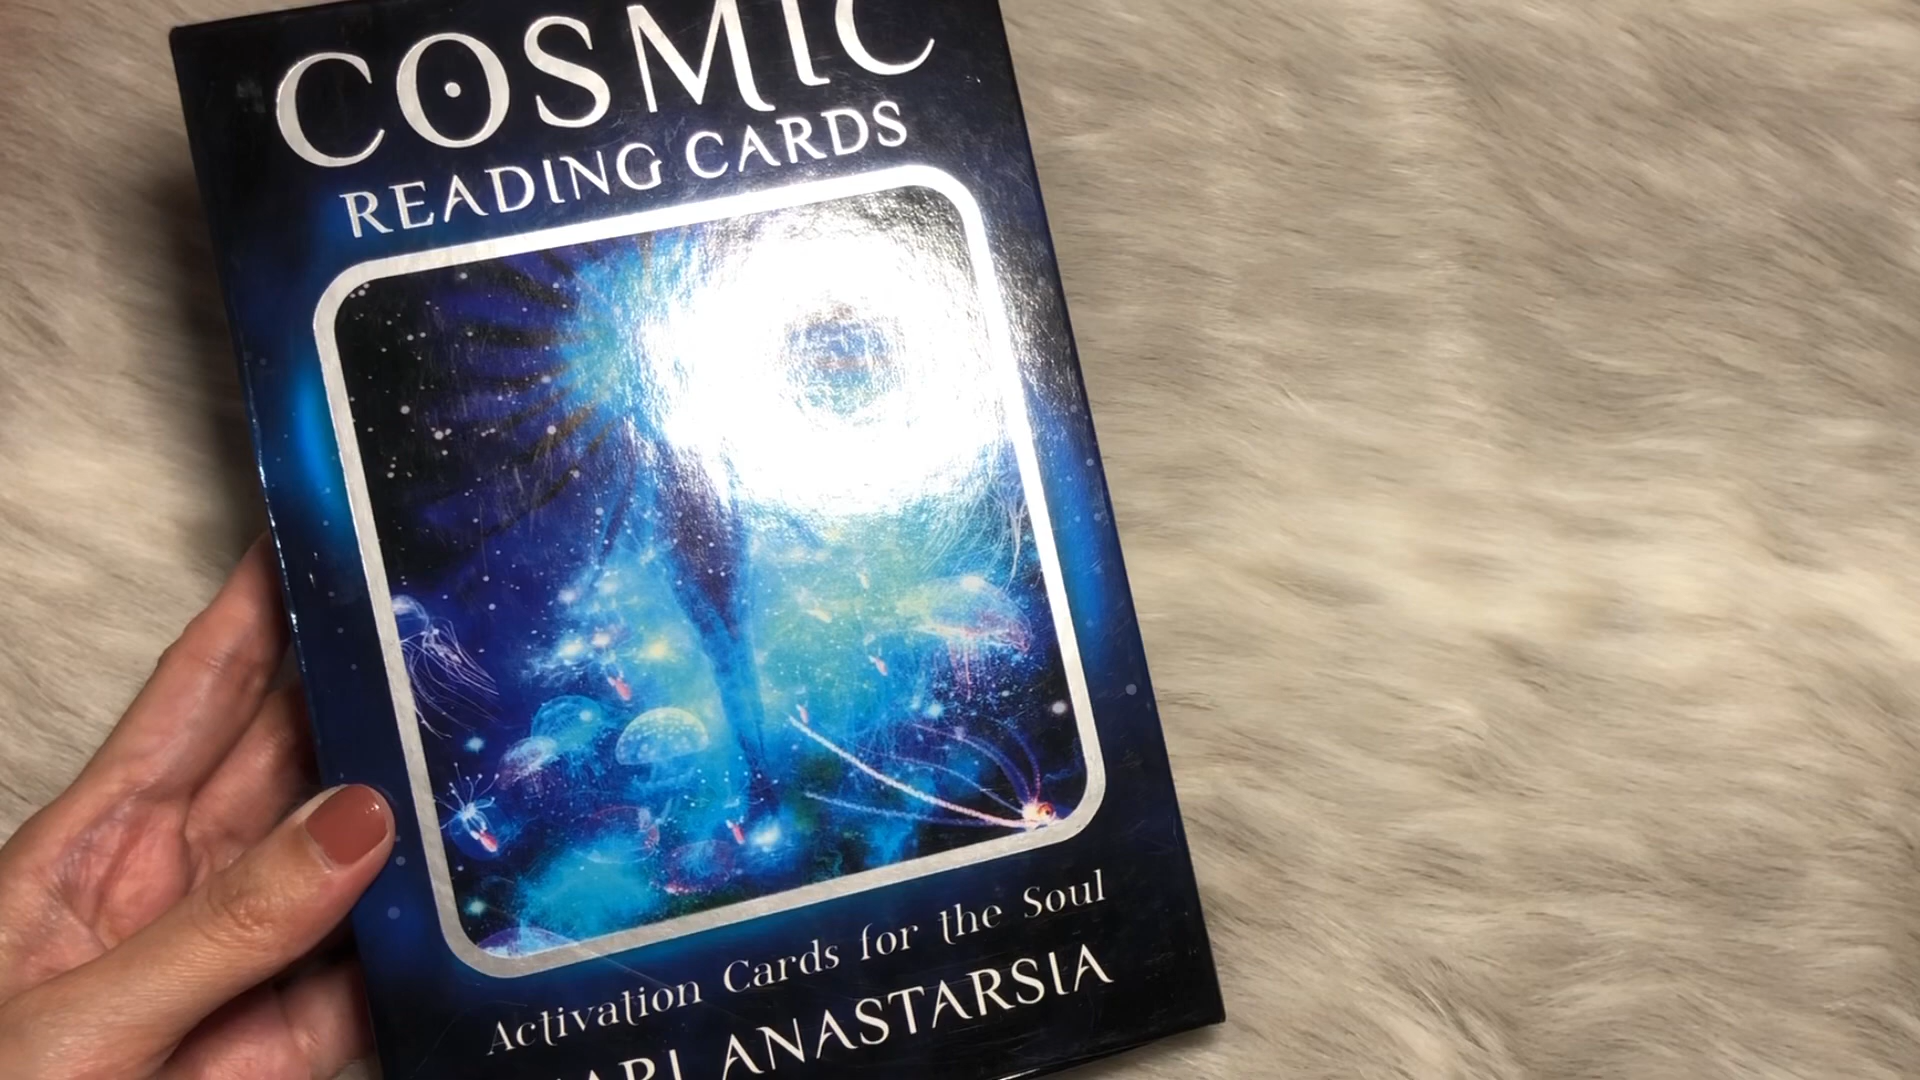 COSMIC
READING CARDS
Activation Cards for the Soul
ANASTARSIA